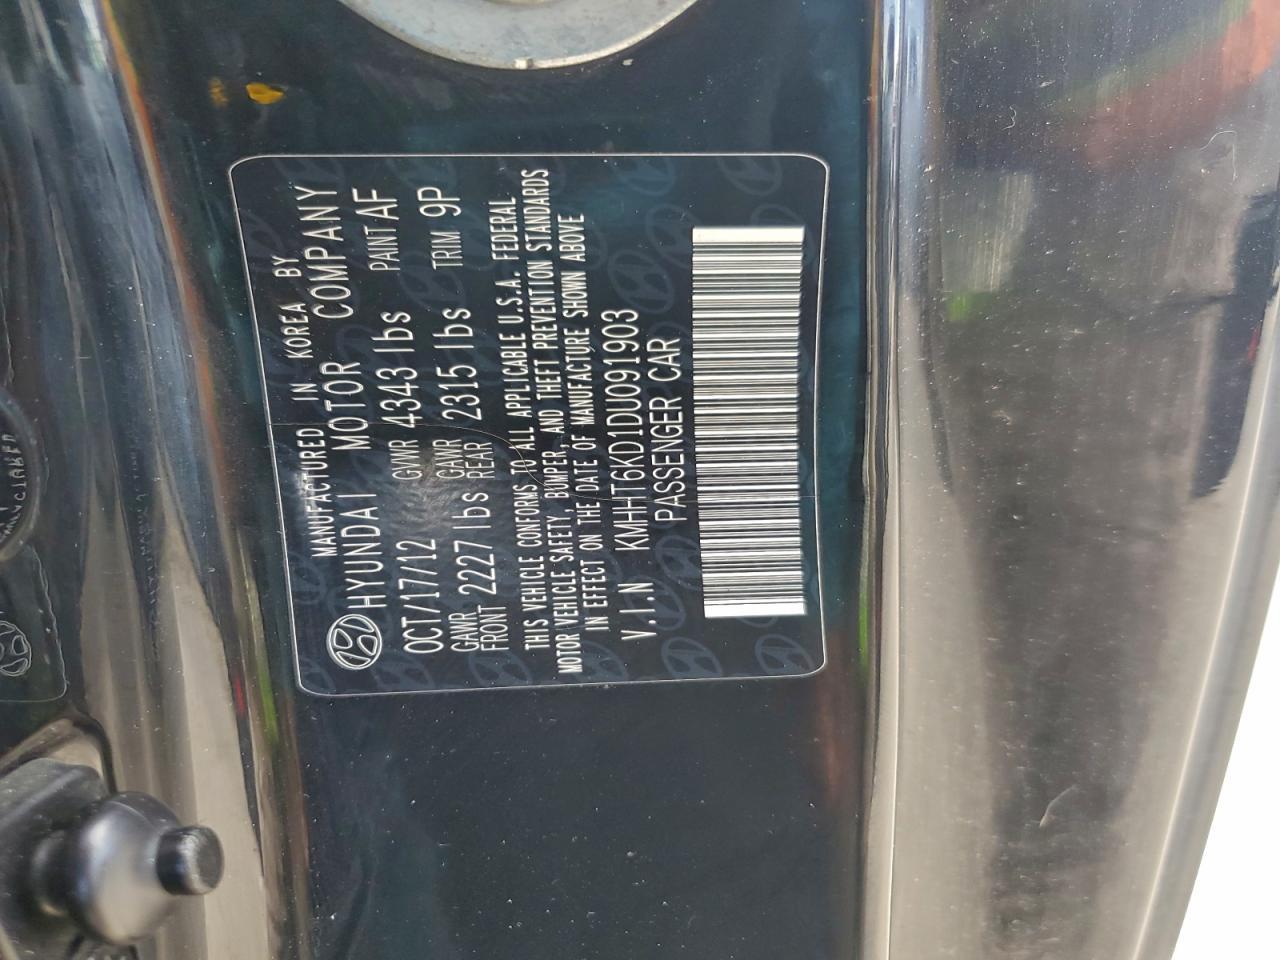 MANUFACTURED IN KOREA BY
HYUNDAI MOTOR COMPANY
OCT/17/12 GVWR 4343 lbs PAINT AF
GAWR FRONT 2227 lbs GAWR REAR 2315 lbs TRIM 9P
THIS VEHICLE CONFORMS TO ALL APPLICABLE U.S.A. FEDERAL
MOTOR VEHICLE SAFETY, BUMPER, AND THEFT PREVENTION STANDARDS
IN EFFECT ON THE DATE OF MANUFACTURE SHOWN ABOVE
V.I.N KMHHT6KD1DU091903
PASSENGER CAR